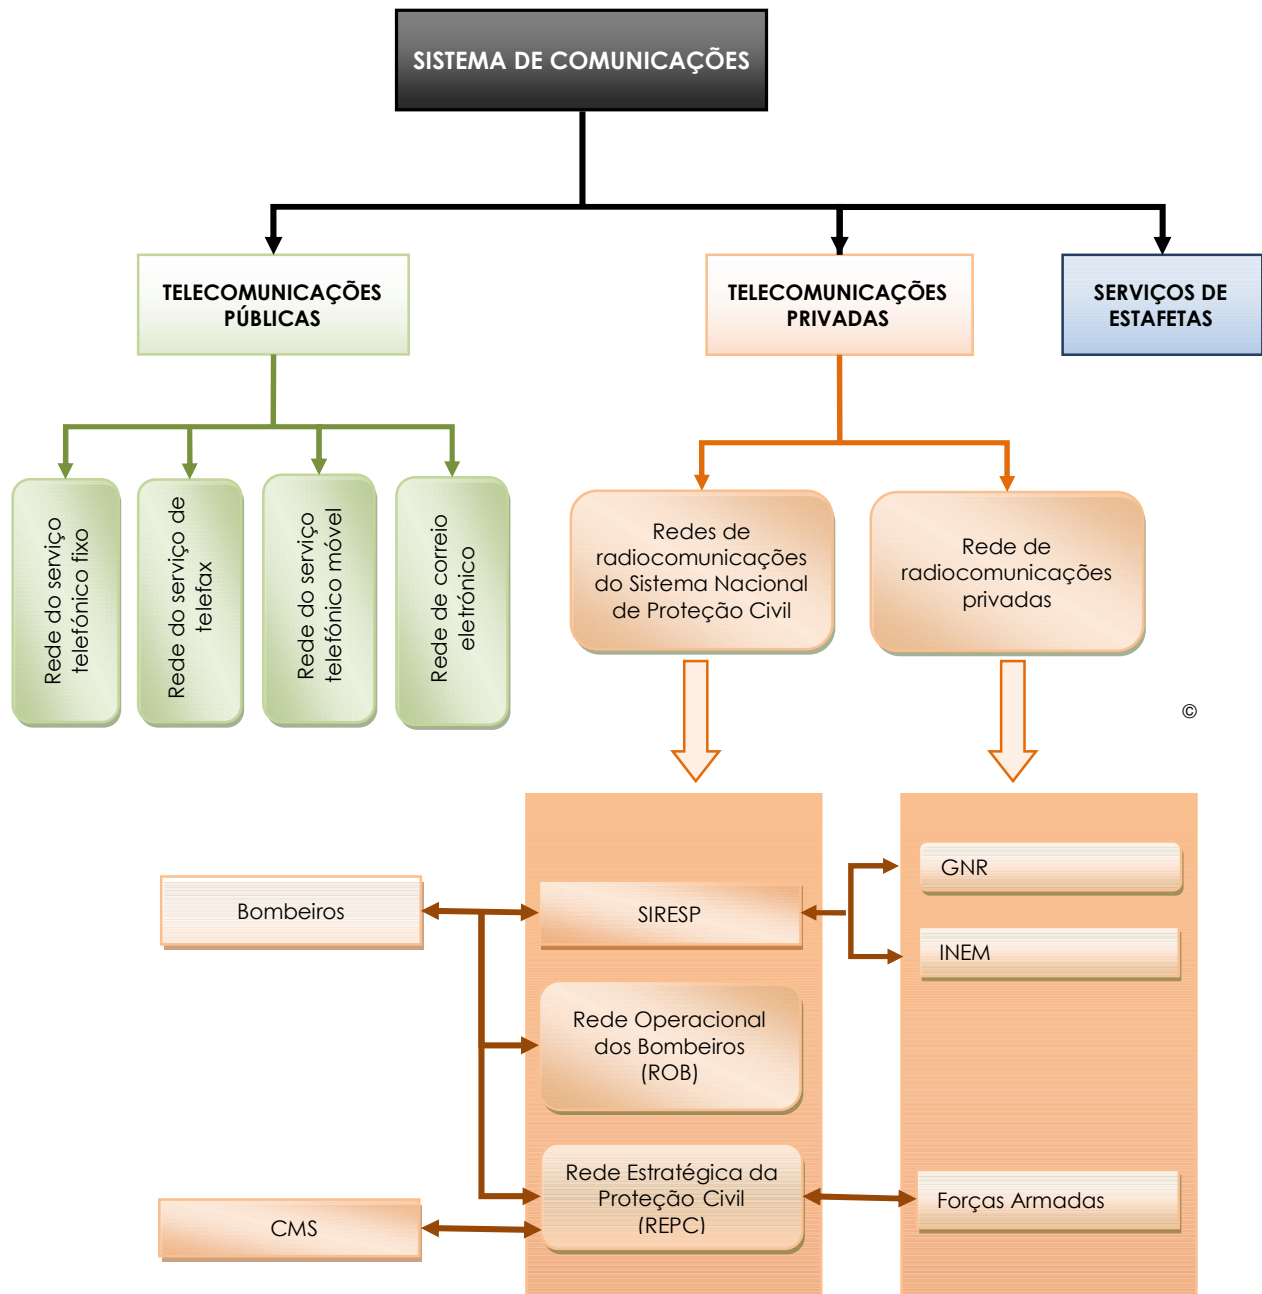 SISTEMA DE COMUNICAÇÕES
TELECOMUNICAÇÕES
PÚBLICAS
TELECOMUNICAÇÕES
PRIVADAS
SERVIÇOS DE
ESTAFETAS
Rede do serviço
telefónico fixo
Rede do serviço de
telefax
Rede do serviço
telefónico móvel
Rede de correio
eletrónico
Redes de
radiocomunicações
do Sistema Nacional
de Proteção Civil
Rede de
radiocomunicações
privadas
©
Bombeiros
SIRESP
GNR
INEM
Rede Operacional
dos Bombeiros
(ROB)
Rede Estratégica da
Proteção Civil
(REPC)
Forças Armadas
CMS